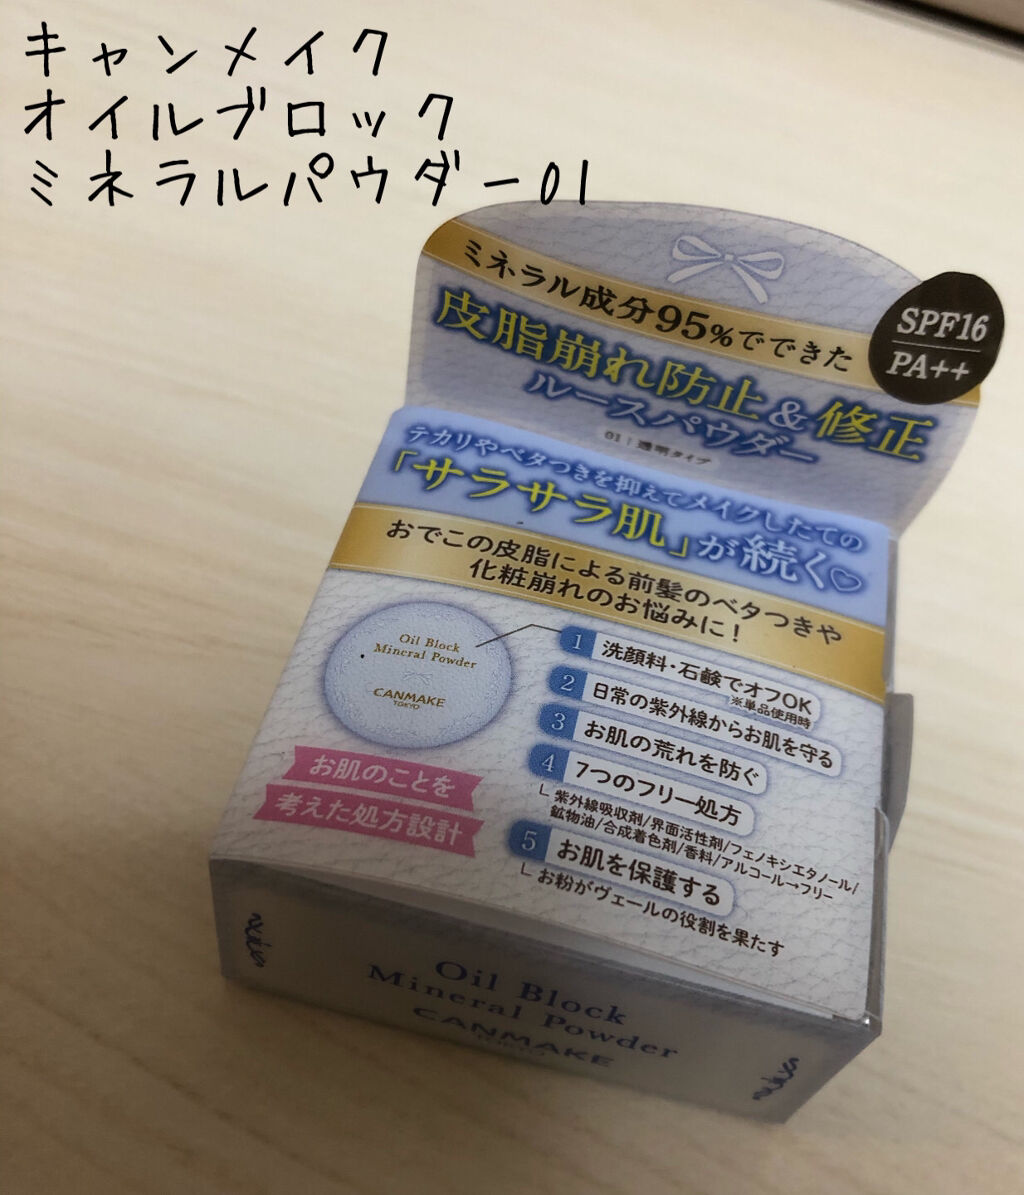 キャンメイク
オイルブロック
ミネラルパウダー01
ミネラル成分95%でできた
SPF16
PA++
皮脂崩れ防止&修正
ルースパウダー
01 | 透明タイプ
テカリやベタつきを抑えてメイクしたての
「サラサラ肌」が続く♡
おでこの皮脂による前髪のベタつきや
化粧崩れのお悩みに!
Oil Block
Mineral Powder
CANMAKE
TOKYO
1 洗顔料・石鹸でオフOK
※単品使用時
2 日常の紫外線からお肌を守る
3 お肌の荒れを防ぐ
4 7つのフリー処方
紫外線吸収剤/界面活性剤/フェノキシエタノール/
鉱物油/合成着色剤/香料/アルコール→フリー
5 お肌を保護する
お粉がヴェールの役割を果たす
お肌のことを
考えた処方設計
Oil Block
Mineral Powder
CANMAKE
TOKYO